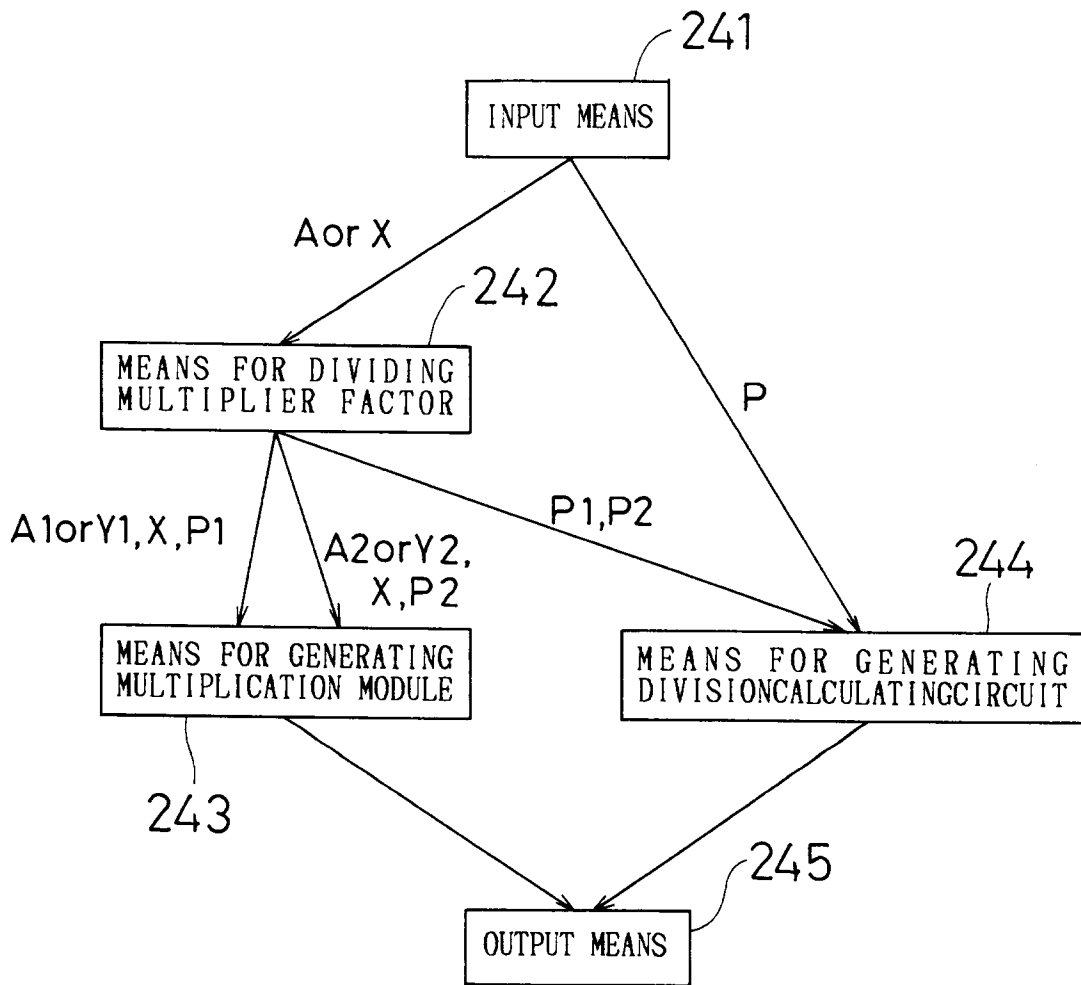 241
INPUT MEANS
AorX
242
MEANS FOR DIVIDING
MULTIPLIER FACTOR
P
P1,P2
A1orY1,X,P1
A2orY2,
X,P2
244
MEANS FOR GENERATING
MULTIPLICATION MODULE
MEANS FOR GENERATING
DIVISIONCALCULATINGCIRCUIT
243
245
OUTPUT MEANS